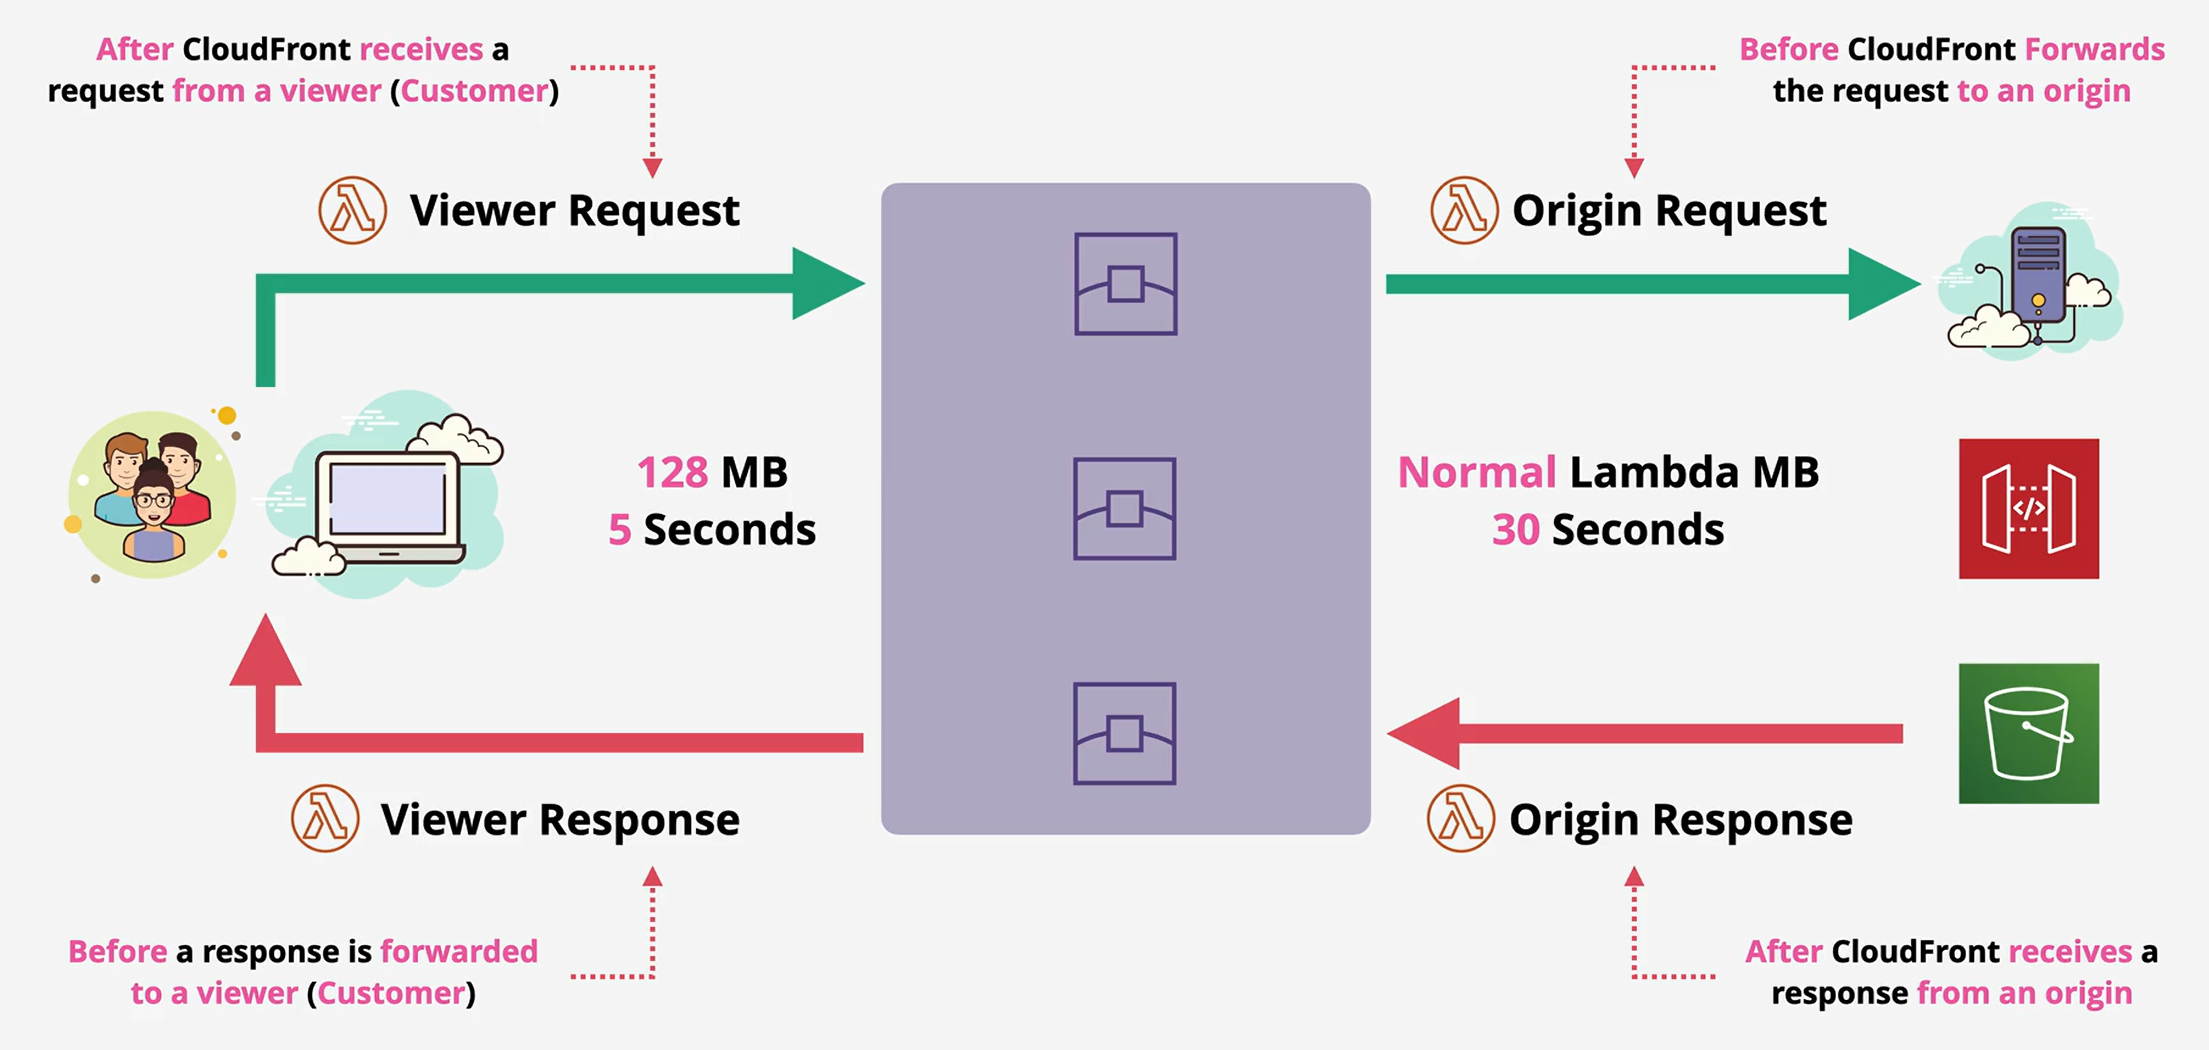 After CloudFront receives a
request from a viewer (Customer)
Before CloudFront Forwards
the request to an origin
Viewer Request
Origin Request
128 MB
5 Seconds
Normal Lambda MB
30 Seconds
</>
Viewer Response
Origin Response
Before a response is forwarded
to a viewer (Customer)
After CloudFront receives a
response from an origin